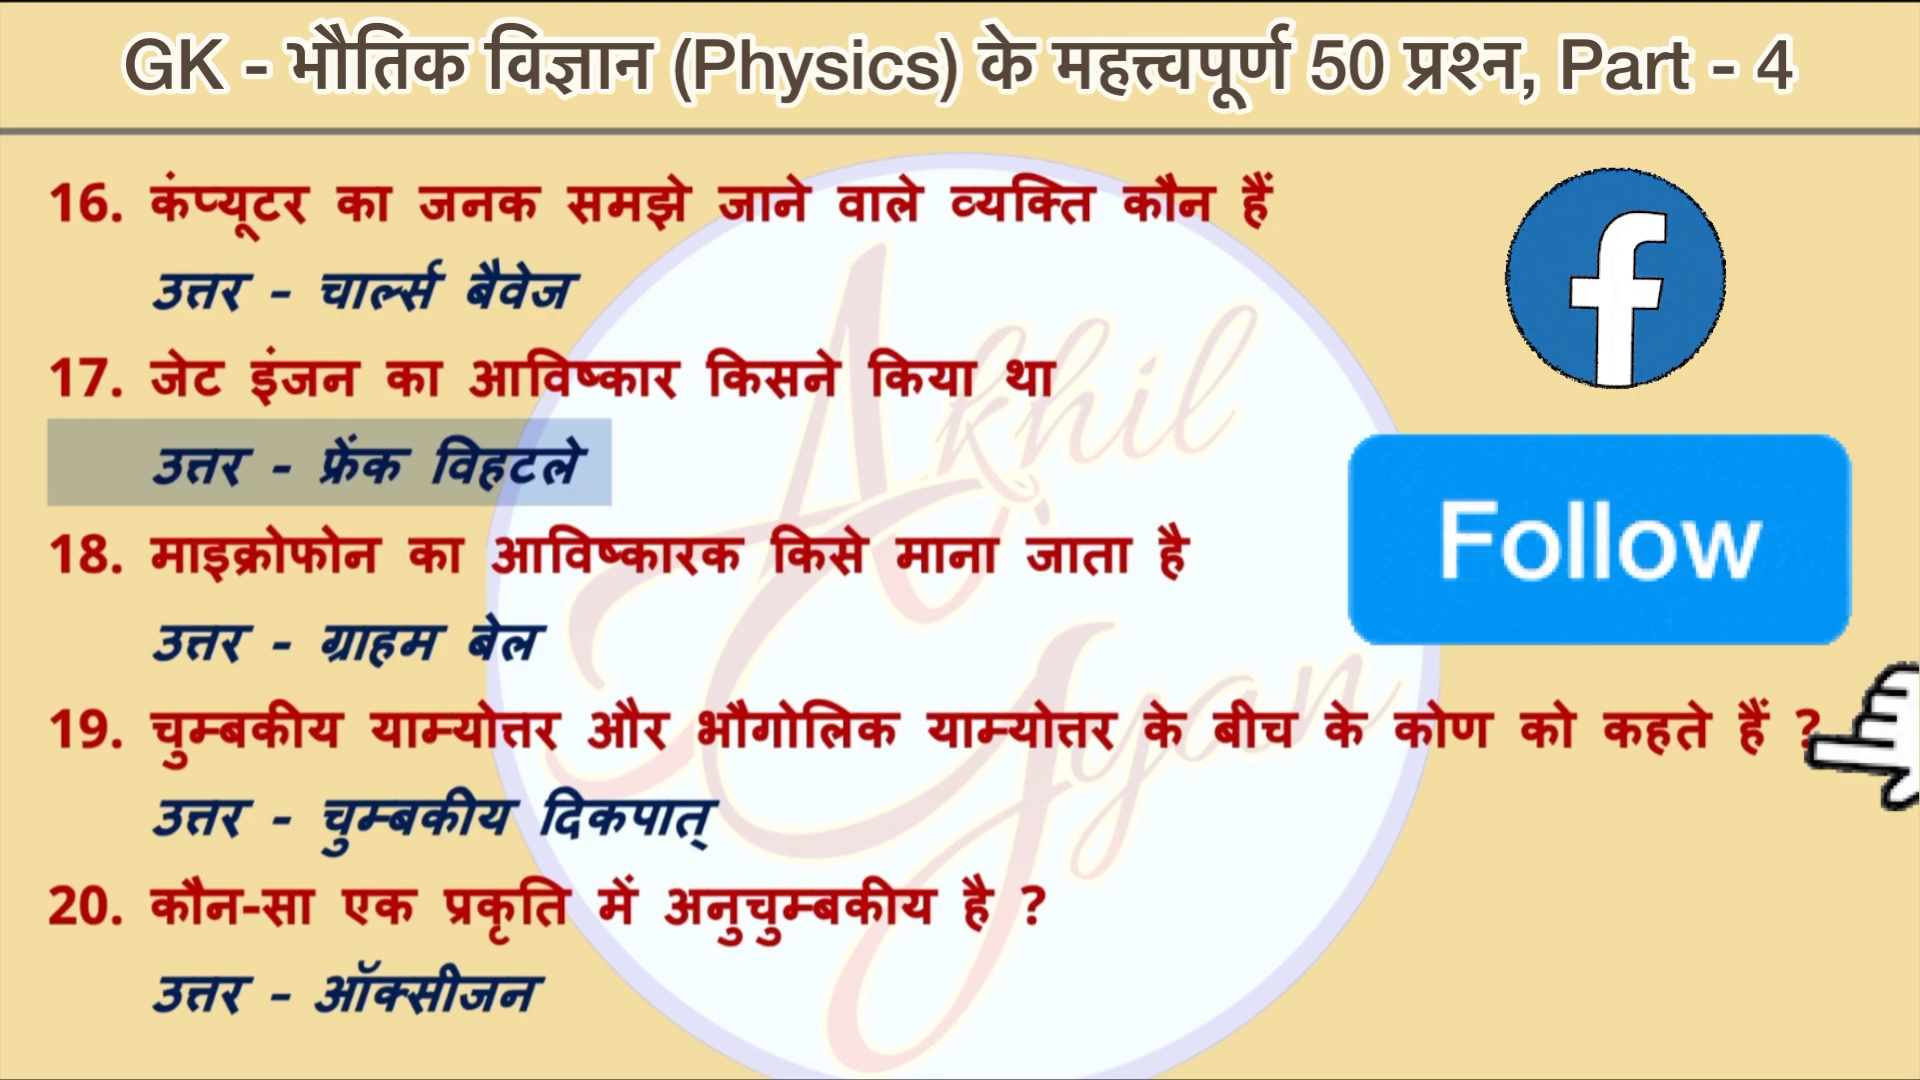 GK - भौतिक विज्ञान (Physics) के महत्त्वपूर्ण 50 प्रश्न, Part - 4
16. कंप्यूटर का जनक समझे जाने वाले व्यक्ति कौन हैं
उत्तर - चार्ल्स बैवेज
17. जेट इंजन का आविष्कार किसने किया था
उत्तर - फ्रेंक विहटले
18. माइक्रोफोन का आविष्कारक किसे माना जाता है
उत्तर - ग्राहम बेल
19. चुम्बकीय याम्योत्तर और भौगोलिक याम्योत्तर के बीच के कोण को कहते हैं ?
उत्तर - चुम्बकीय दिकपात्
20. कौन-सा एक प्रकृति में अनुचुम्बकीय है ?
उत्तर - ऑक्सीजन
f
Follow
Akhil
Gyan